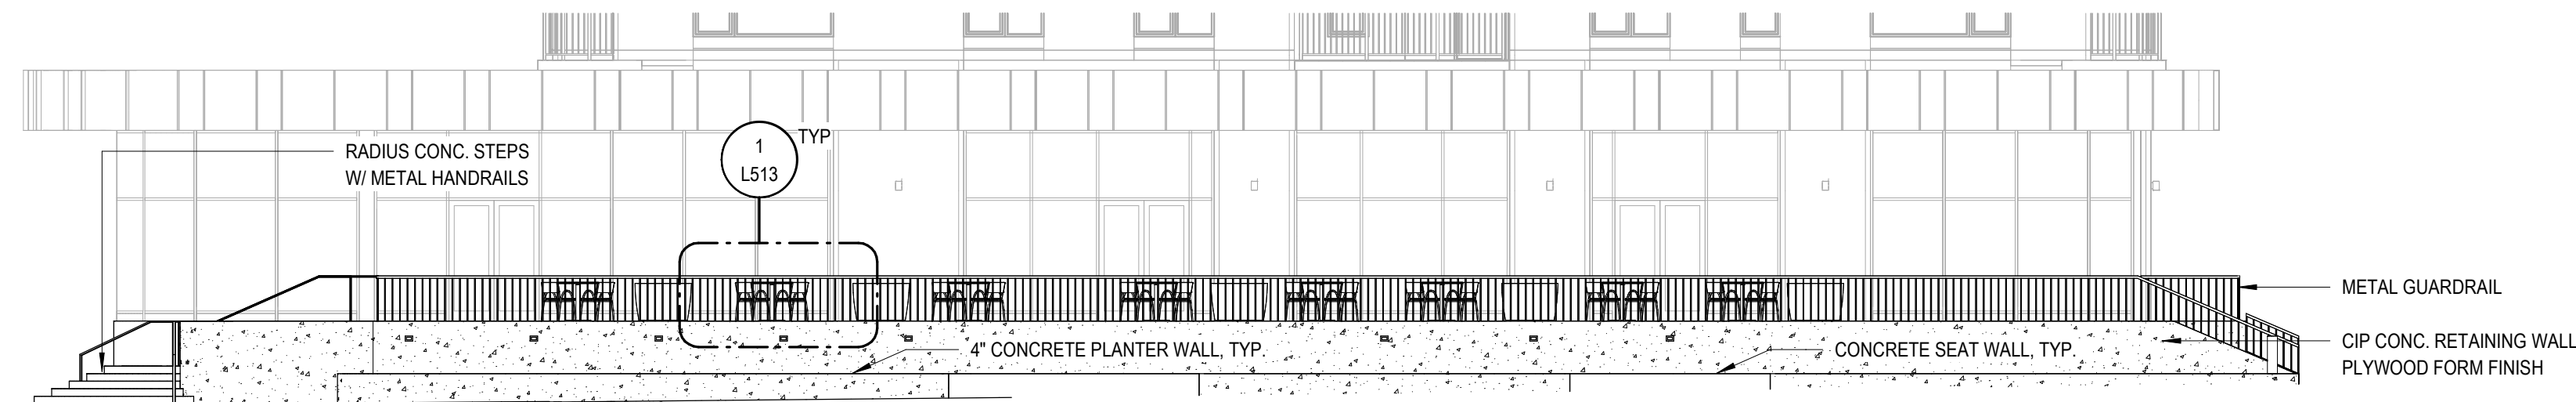 RADIUS CONC. STEPS
W/ METAL HANDRAILS
1
L513
TYP
4" CONCRETE PLANTER WALL, TYP.
CONCRETE SEAT WALL, TYP.
METAL GUARDRAIL
CIP CONC. RETAINING WALL
PLYWOOD FORM FINISH